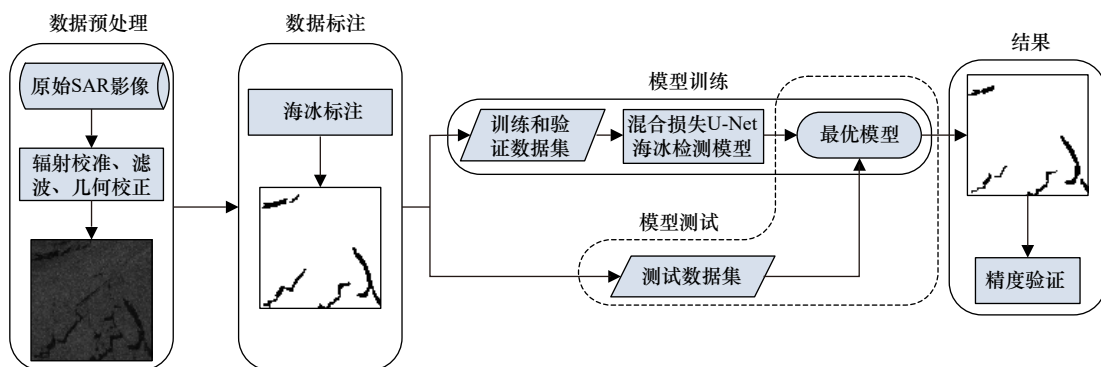 数据预处理
原始SAR影像
辐射校准、滤
波、几何校正
数据标注
海冰标注
模型训练
训练和验
证数据集
混合损失U-Net
海冰检测模型
最优模型
模型测试
测试数据集
结果
精度验证